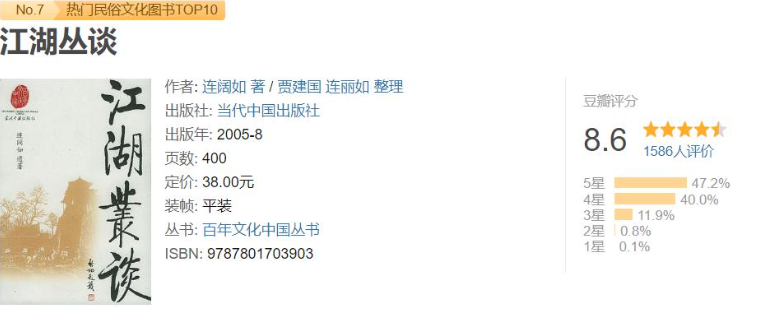 No.7 热门民俗文化图书TOP10
江湖丛谈
江湖丛谈
连阔如 遗著
作者: 连阔如 著 / 贾建国 连丽如 整理
出版社: 当代中国出版社
出版年: 2005-8
页数: 400
定价: 38.00元
装帧: 平装
丛书: 百年文化中国丛书
ISBN: 9787801703903
豆瓣评分
8.6
1586人评价
5星 47.2%
4星 40.0%
3星 11.9%
2星 0.8%
1星 0.1%